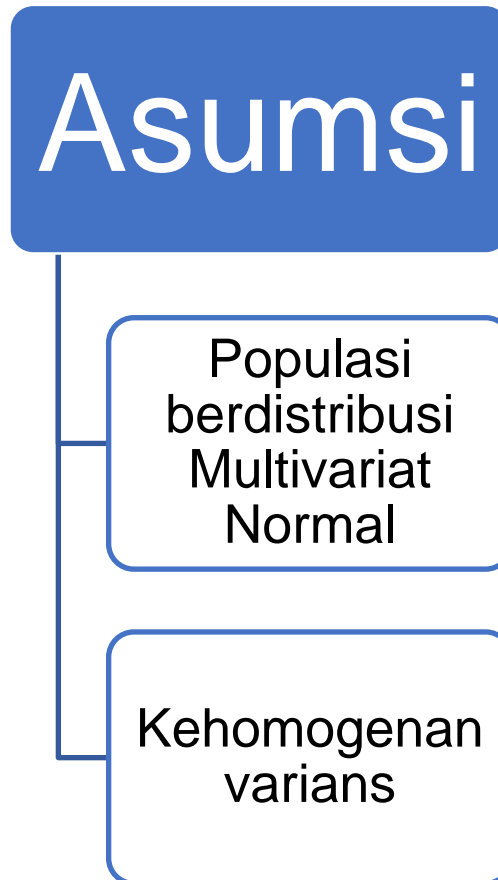 Asumsi
Populasi
berdistribusi
Multivariat
Normal
Kehomogenan
varians